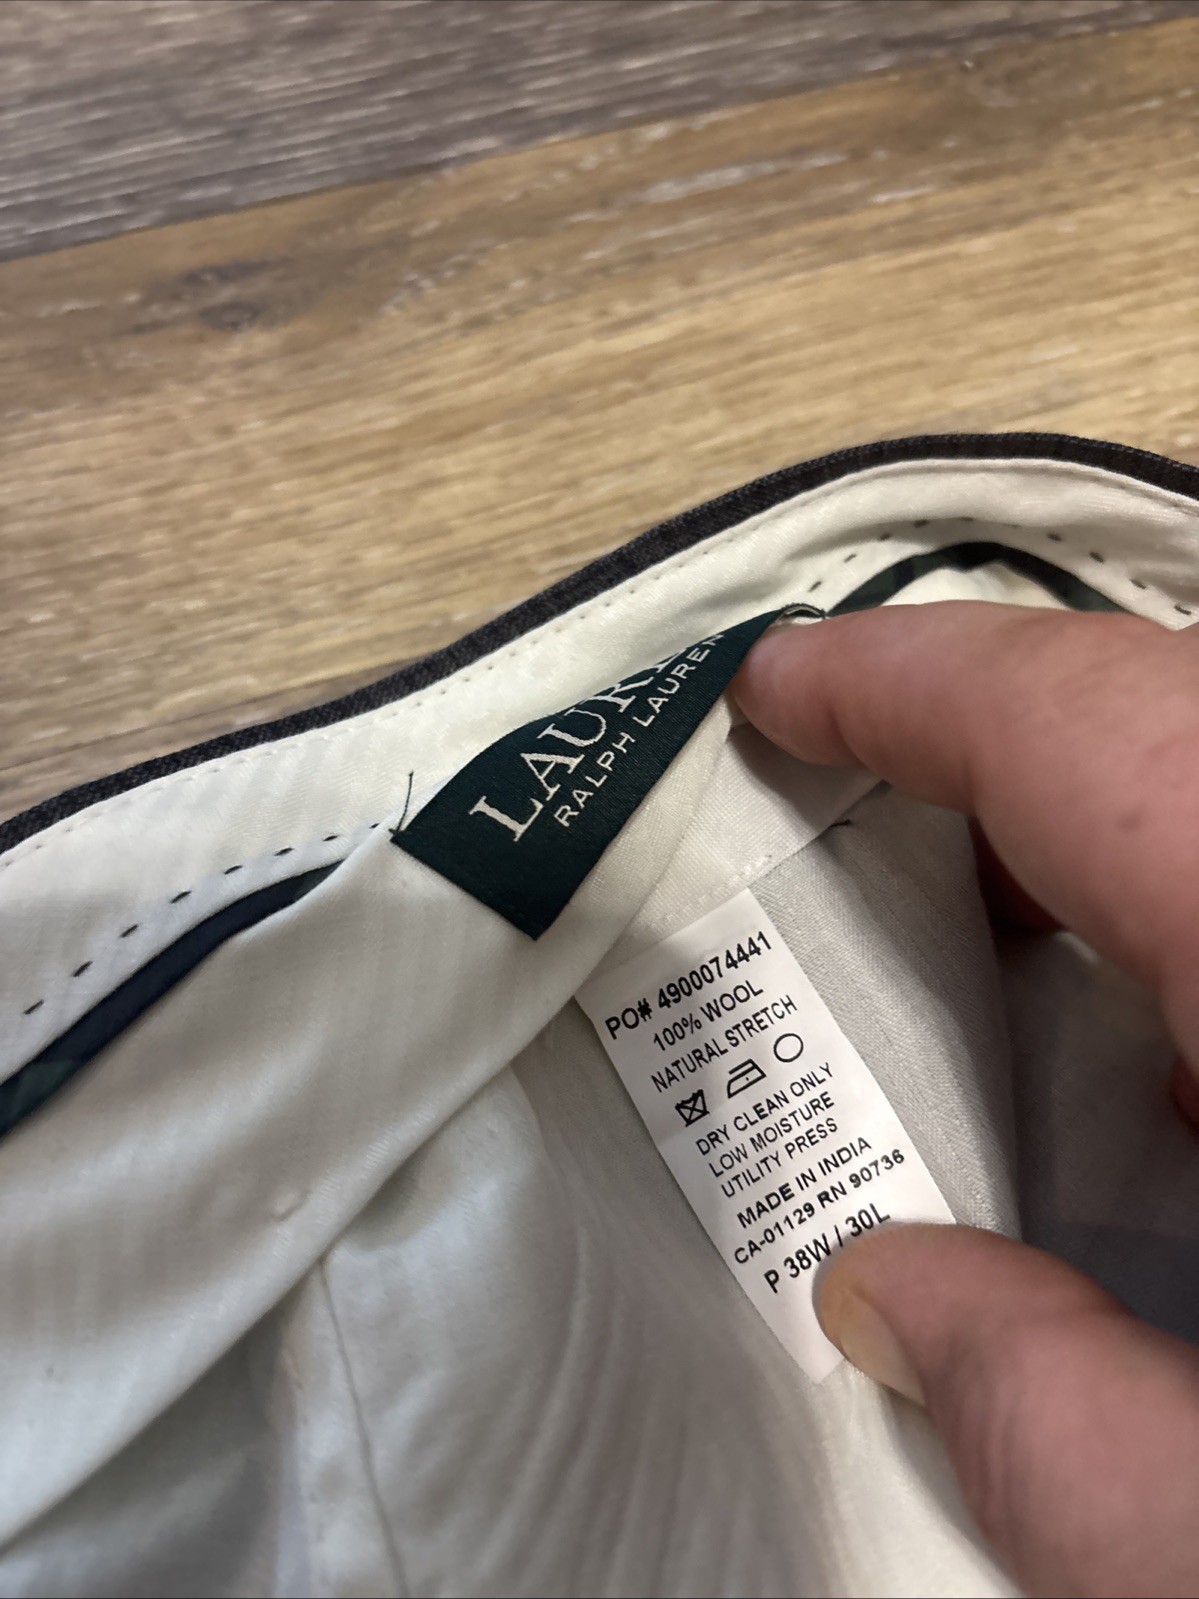 LAUREN
RALPH LAUREN
PO# 4900074441
100% WOOL
NATURAL STRETCH
DRY CLEAN ONLY
LOW MOISTURE
UTILITY PRESS
MADE IN INDIA
CA-01129 RN 90736
P 38W / 30L